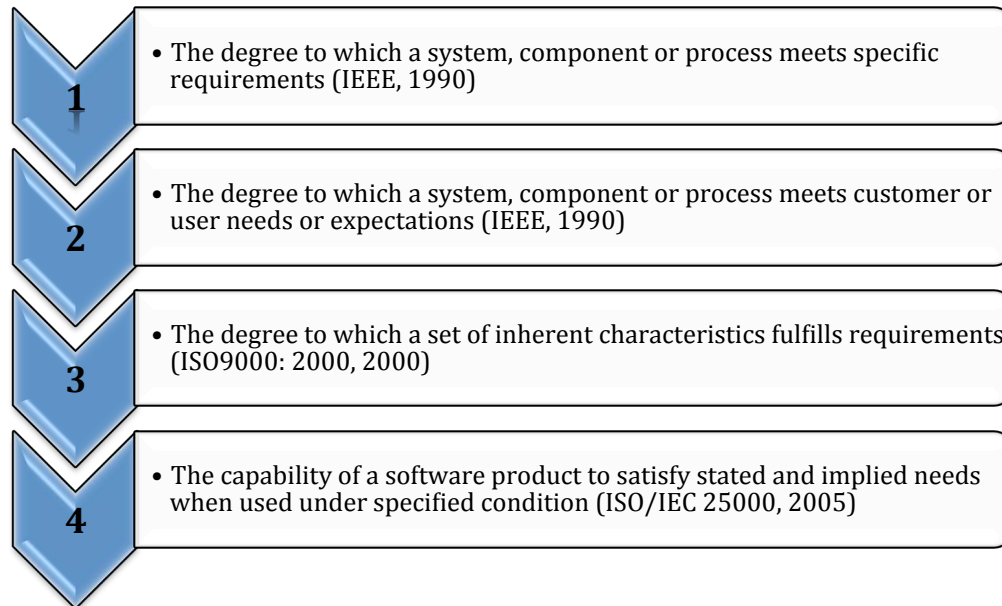 1
• The degree to which a system, component or process meets specific
requirements (IEEE, 1990)
2
• The degree to which a system, component or process meets customer or
user needs or expectations (IEEE, 1990)
3
• The degree to which a set of inherent characteristics fulfills requirements
(ISO9000: 2000, 2000)
4
• The capability of a software product to satisfy stated and implied needs
when used under specified condition (ISO/IEC 25000, 2005)